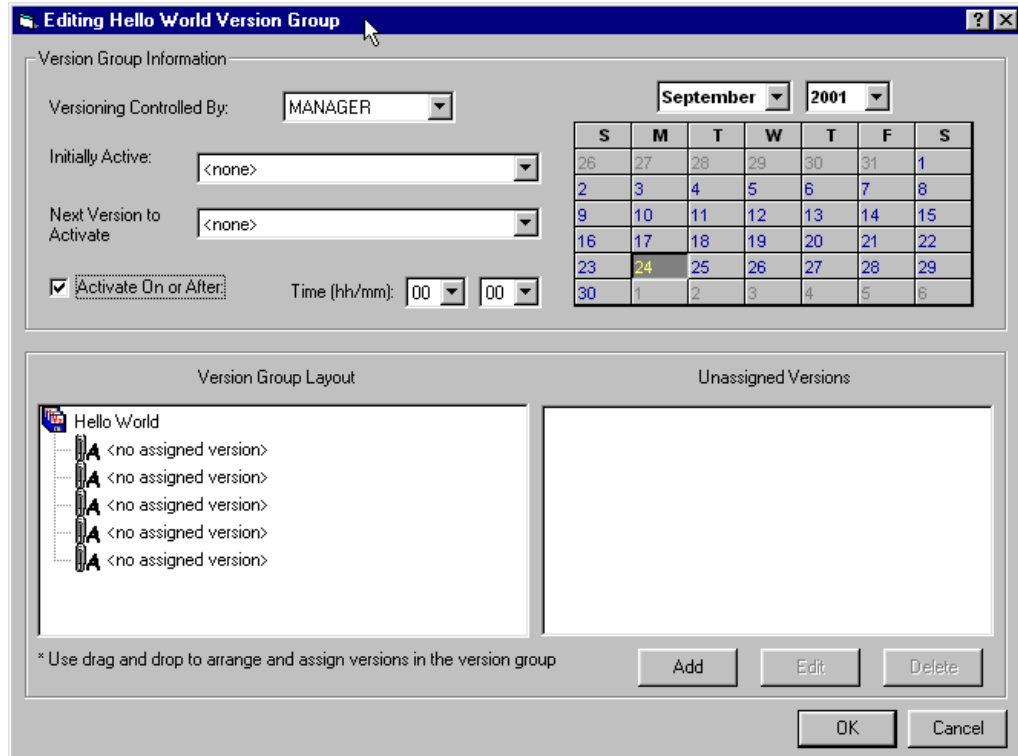 Editing Hello World Version Group
Version Group Information
Versioning Controlled By: MANAGER
September 2001
S M T W T F S
26 27 28 29 30 31 1
2 3 4 5 6 7 8
9 10 11 12 13 14 15
16 17 18 19 20 21 22
23 24 25 26 27 28 29
30 1 2 3 4 5 6
Initially Active: <none>
Next Version to
Activate <none>
Activate On or After: Time (hh/mm): 00 00
Version Group Layout
Hello World
<no assigned version>
<no assigned version>
<no assigned version>
<no assigned version>
<no assigned version>
Unassigned Versions
* Use drag and drop to arrange and assign versions in the version group
Add Edit Delete
OK Cancel